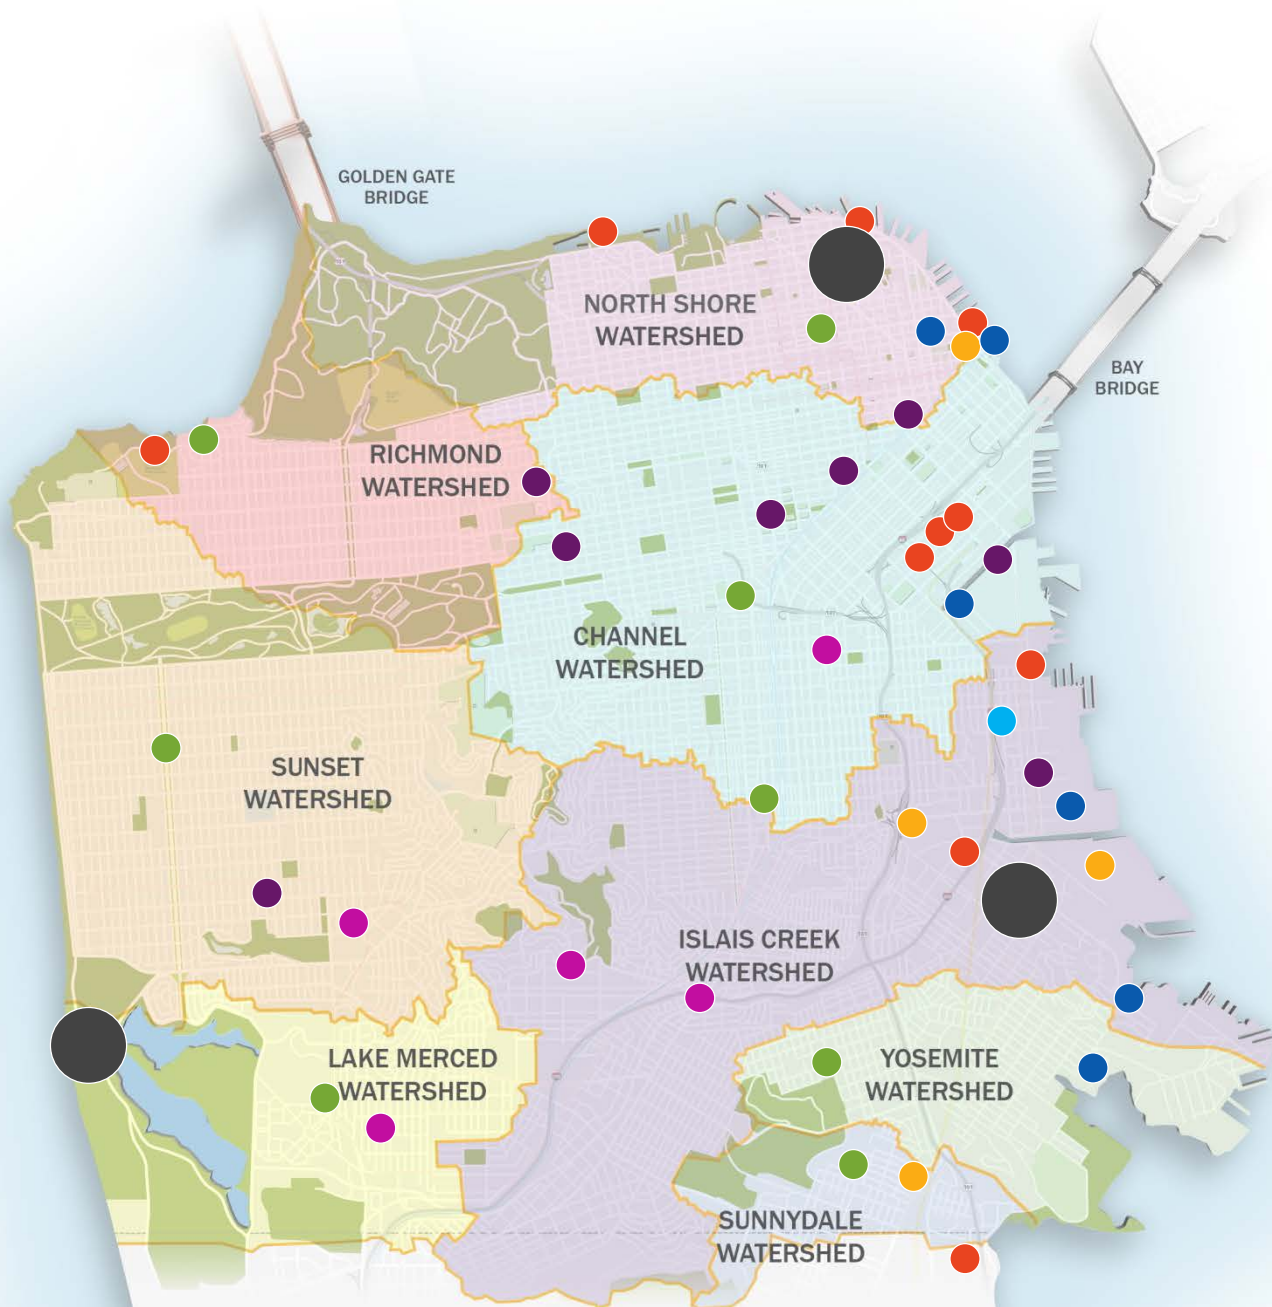 GOLDEN GATE
BRIDGE
NORTH SHORE
WATERSHED
BAY
BRIDGE
RICHMOND
WATERSHED
CHANNEL
WATERSHED
SUNSET
WATERSHED
ISLAIS CREEK
WATERSHED
LAKE MERCED
WATERSHED
YOSEMITE
WATERSHED
SUNNYDALE
WATERSHED